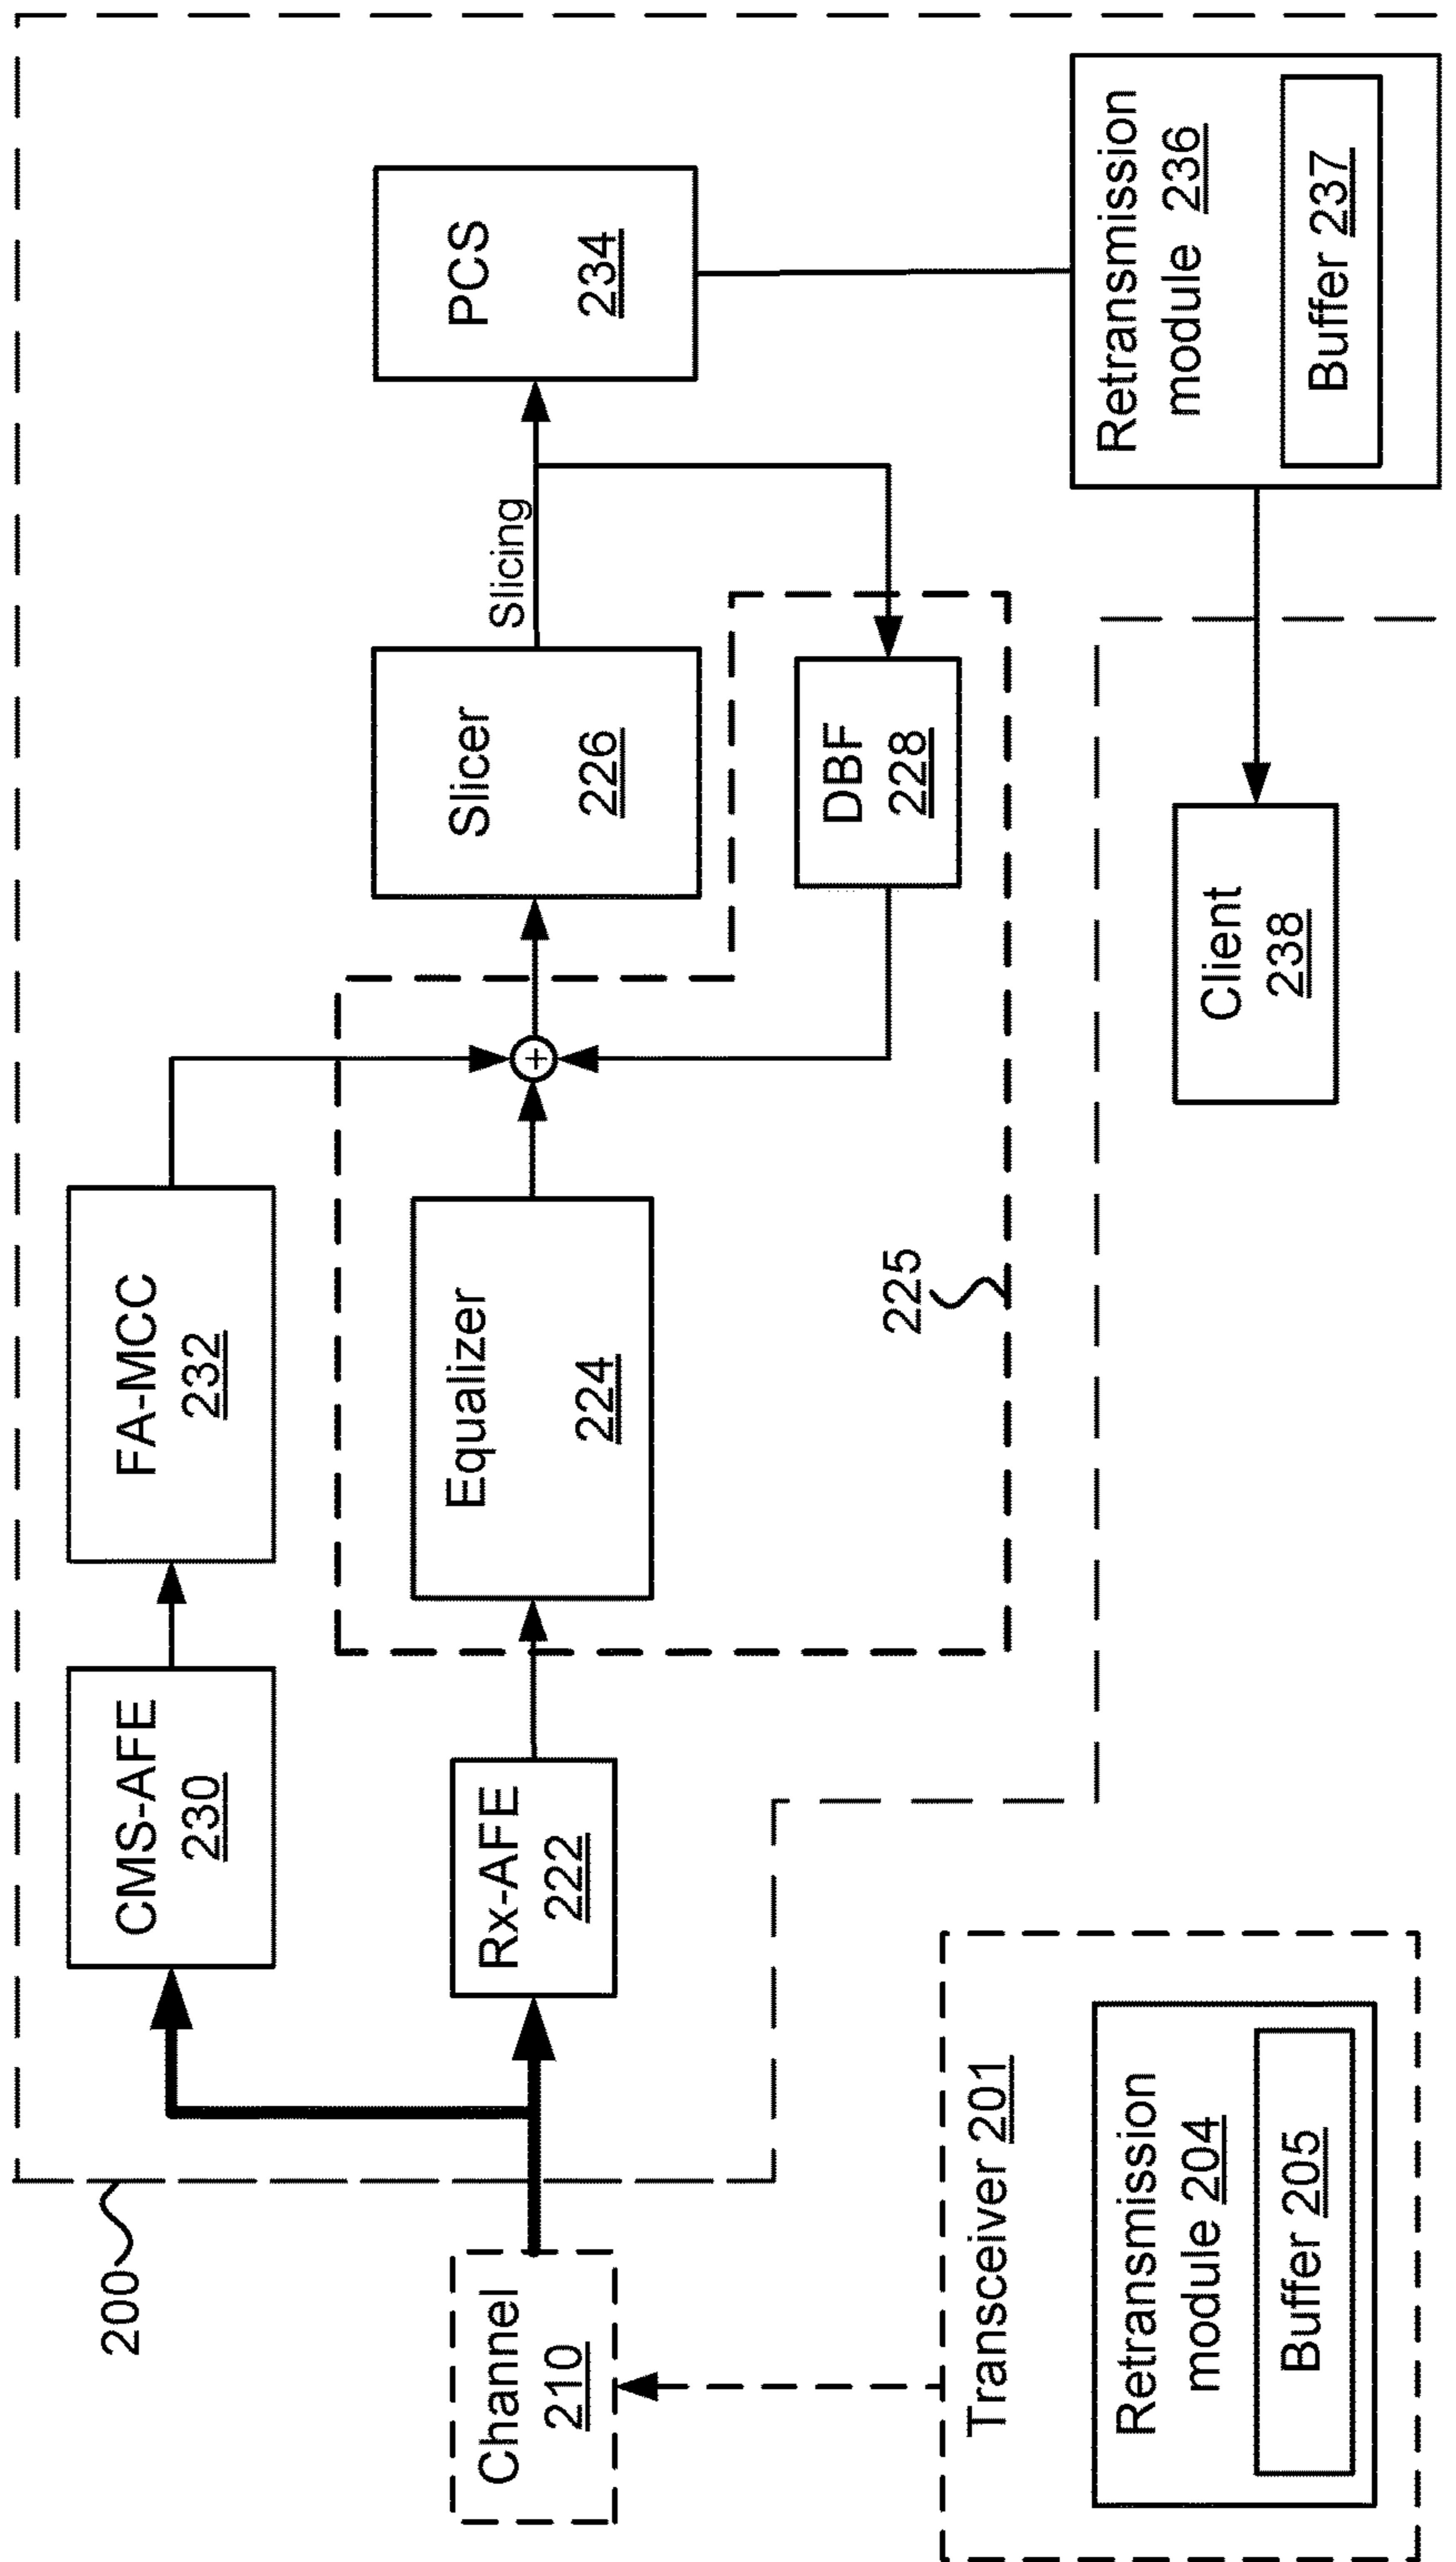 200
CMS-AFE
230
FA-MCC
232
Channel
210
Rx-AFE
222
Equalizer
224
Slicer
226
Slicing
PCS
234
225
DBF
228
Transceiver 201
Retransmission
module 204
Buffer 205
Client
238
Retransmission
module 236
Buffer 237